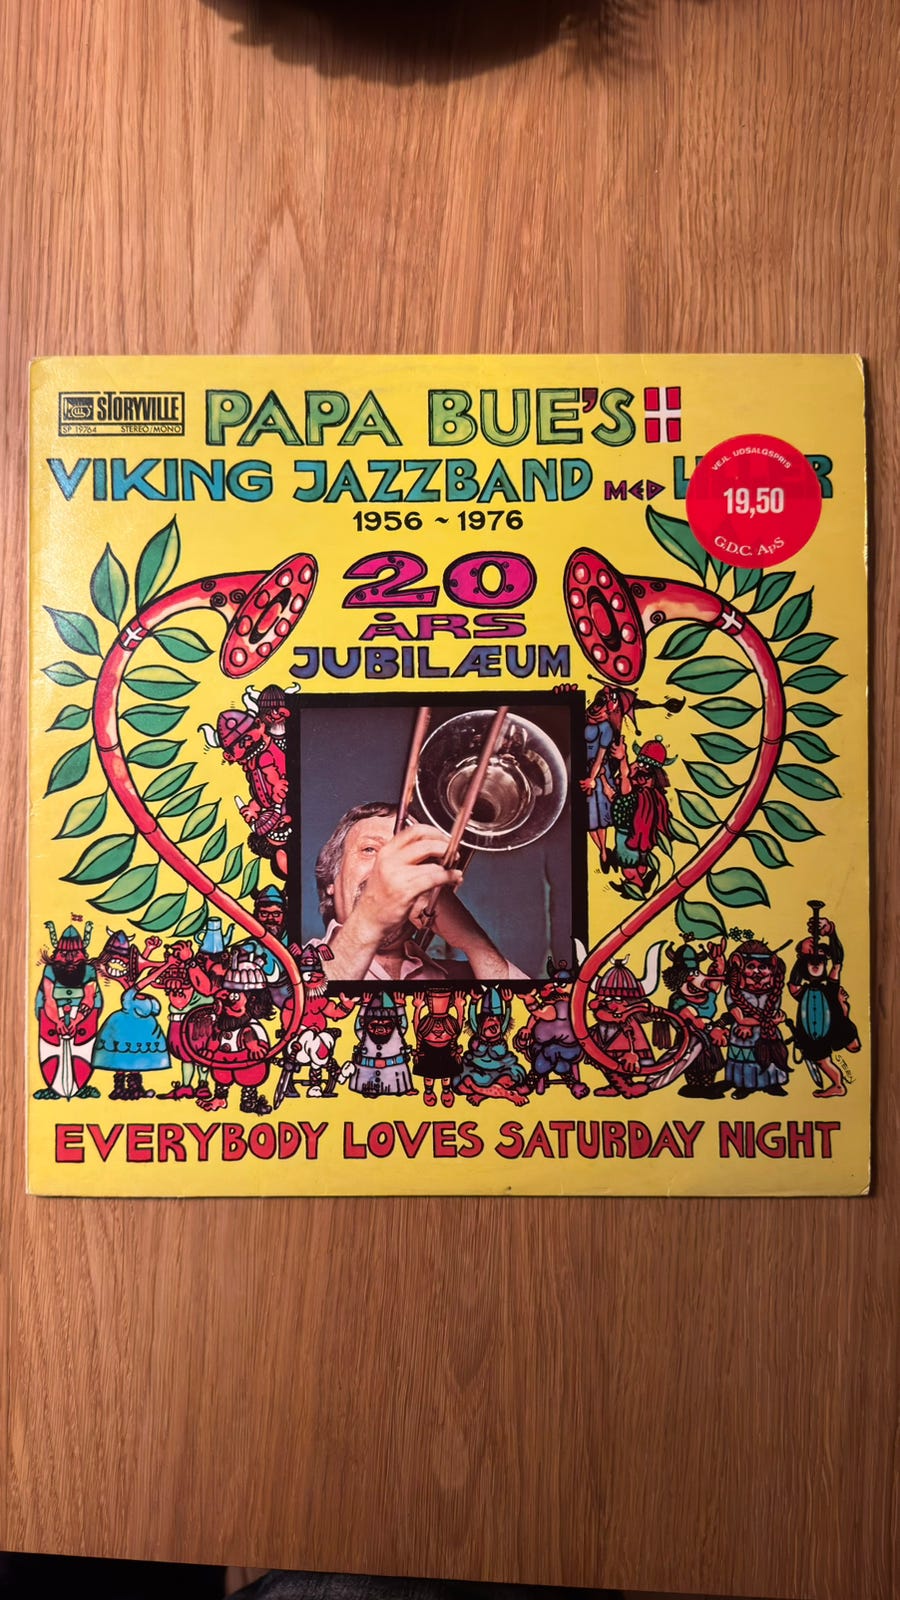 STORYVILLE
SP 19764 STEREO/MONO
PAPA BUE'S
VIKING JAZZBAND MED
1956 ~ 1976
VEJL. UDSALGSPRIS
19,50
G.D.C. ApS
20
ÅRS
JUBILÆUM
EVERYBODY LOVES SATURDAY NIGHT